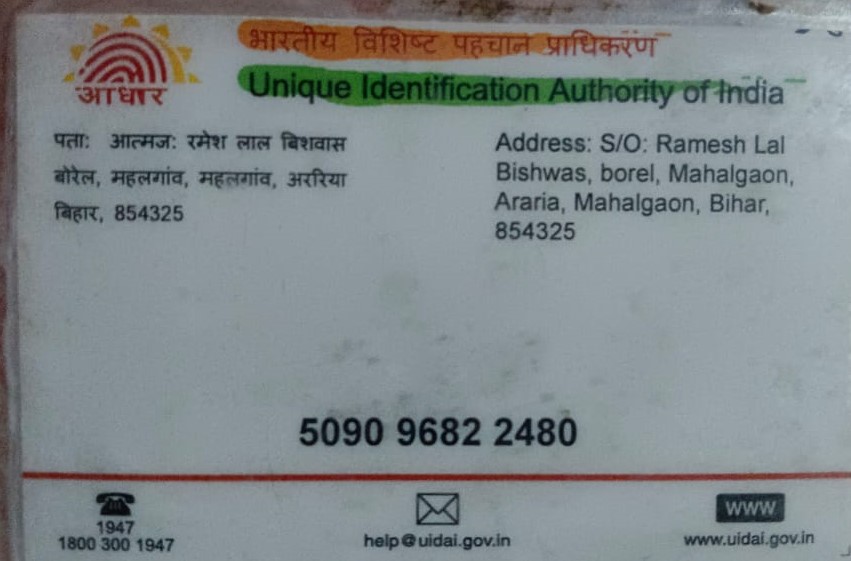 भारतीय विशिष्ट पहचान प्राधिकरण
Unique Identification Authority of India
आधार
पताः आत्मजः रमेश लाल बिशवास
बोरेल, महलगांव, महलगांव, अररिया
बिहार, 854325
Address: S/O: Ramesh Lal
Bishwas, borel, Mahalgaon,
Araria, Mahalgaon, Bihar,
854325
5090 9682 2480
1947
1800 300 1947
help@uidai.gov.in
WWW
www.uidai.gov.in